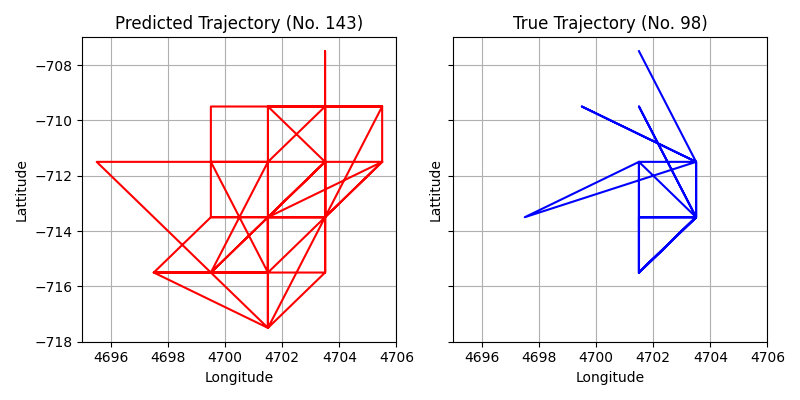 Predicted Trajectory (No. 143)
True Trajectory (No. 98)
Lattitude
−708
−710
−712
−714
−716
−718
4696 4698 4700 4702 4704 4706
Longitude
Lattitude
4696 4698 4700 4702 4704 4706
Longitude